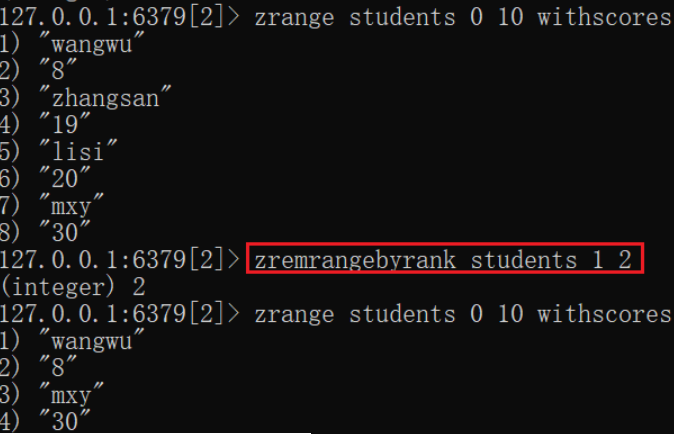 127.0.0.1:6379[2]> zrange students 0 10 withscores
1) "wangwu"
2) "8"
3) "zhangsan"
4) "19"
5) "lisi"
6) "20"
7) "mxy"
8) "30"
127.0.0.1:6379[2]> zremrangebyrank students 1 2
(integer) 2
127.0.0.1:6379[2]> zrange students 0 10 withscores
1) "wangwu"
2) "8"
3) "mxy"
4) "30"